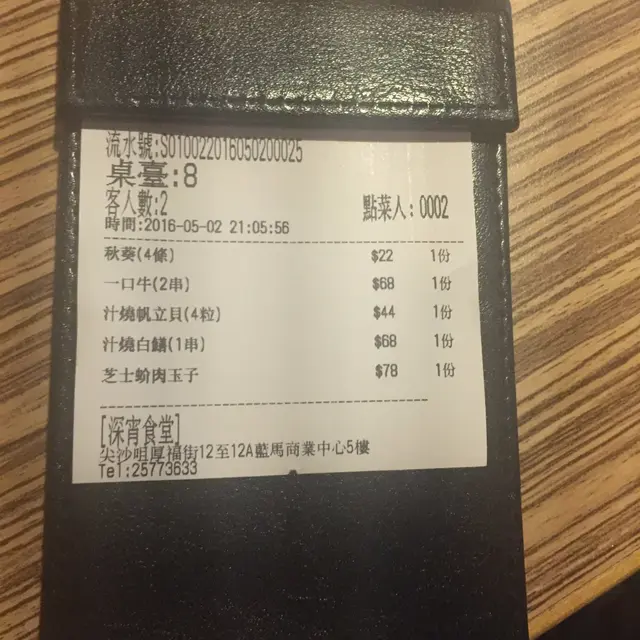 流水號:S010022016050200025
桌臺:8
客人數:2 點菜人: 0002
時間:2016-05-02 21:05:56
秋葵(4條) $22 1份
一口牛(2串) $68 1份
汁燒帆立貝(4粒) $44 1份
汁燒白鱔(1串) $68 1份
芝士蚧肉玉子 $78 1份
[深宵食堂]
尖沙咀厚福街12至12A藍馬商業中心5樓
Tel:25773633